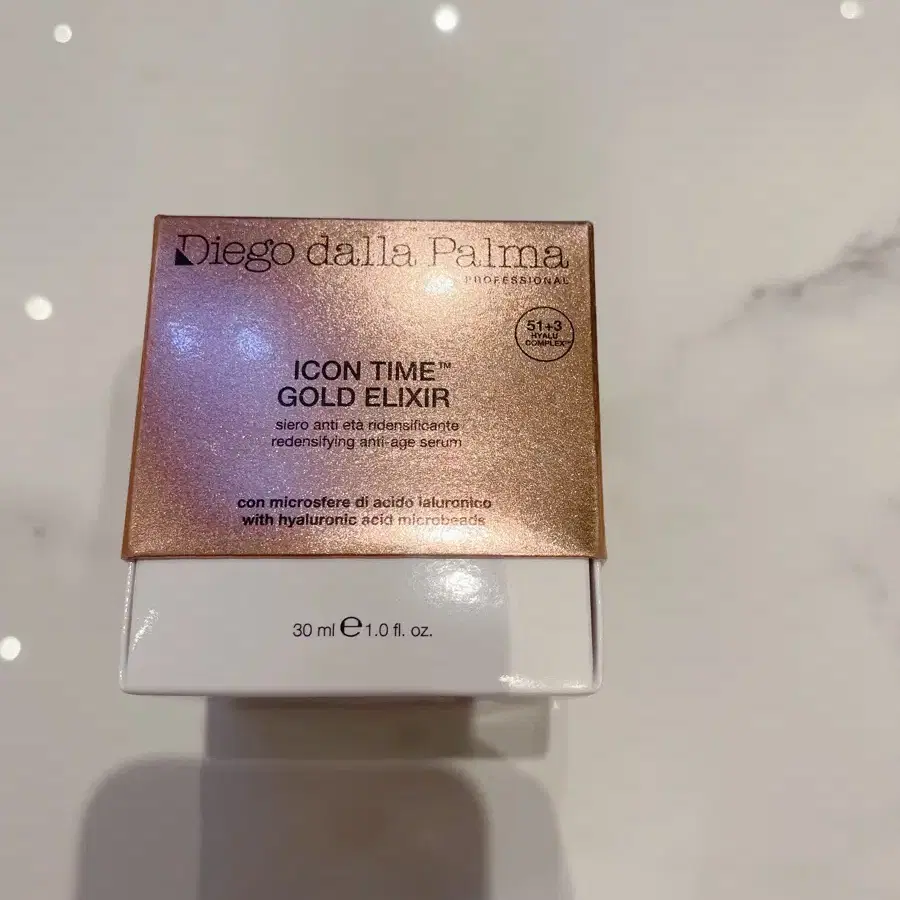 Diego dalla Palma
PROFESSIONAL
51+3
HYALU
COMPLEX™
ICON TIME™
GOLD ELIXIR
siero anti età ridensificante
redensifying anti-age serum
con microsfere di acido ialuronico
with hyaluronic acid microbeads
30 ml ℮ 1.0 fl. oz.